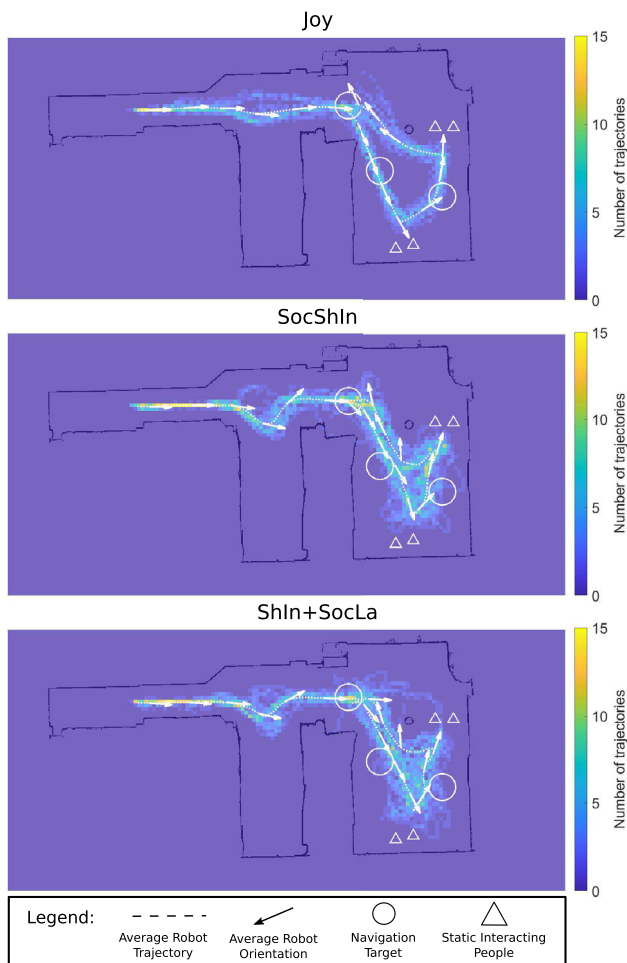 Joy
15
10
5
0
Number of trajectories
SocShIn
15
10
5
0
Number of trajectories
ShIn+SocLa
15
10
5
0
Number of trajectories
Legend:
Average Robot
Trajectory
Average Robot
Orientation
Navigation
Target
Static Interacting
People